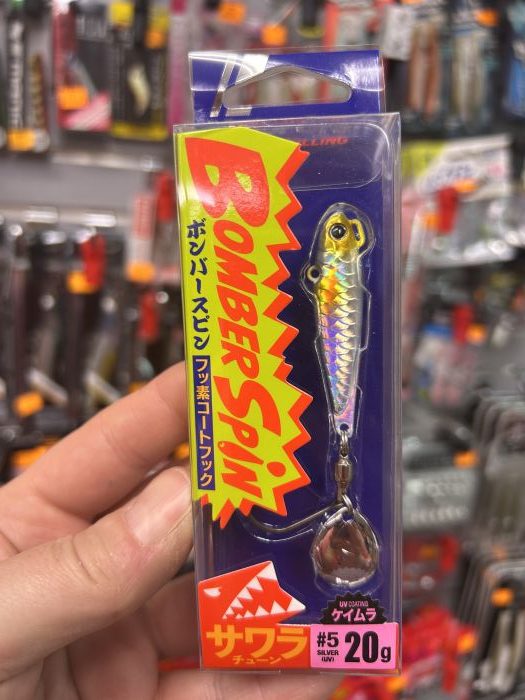 LLING
BOMBER SPIN
ボンバースピン
フッ素コートフック
サワラ
チューン
UV COATING
ケイムラ
#5
SILVER
(UV)
20g